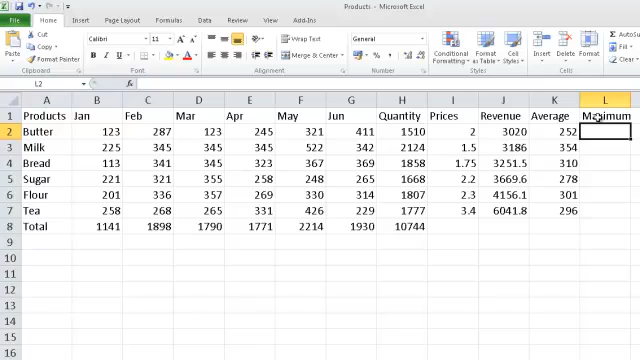 Products - Microsoft Excel
File Home Insert Page Layout Formulas Data Review View Add-Ins
Cut
Copy
Format Painter
Paste
Clipboard
Calibri 11
B I U
Font
Wrap Text
Merge & Center
Alignment
General
Number
Conditional Formatting
Format as Table
Cell Styles
Styles
Insert Delete Format
Cells
Σ Au
Fill
Clea
L2
fx
A B C D E F G H I J K L
1 Products Jan Feb Mar Apr May Jun Quantity Prices Revenue Average Maximum
2 Butter 123 287 123 245 321 411 1510 2 3020 252
3 Milk 225 345 345 345 522 342 2124 1.5 3186 354
4 Bread 113 341 345 323 367 369 1858 1.75 3251.5 310
5 Sugar 221 321 355 258 248 265 1668 2.2 3669.6 278
6 Flour 201 336 357 269 330 314 1807 2.3 4156.1 301
7 Tea 258 268 265 331 426 229 1777 3.4 6041.8 296
8 Total 1141 1898 1790 1771 2214 1930 10744
9
10
11
12
13
14
15
16